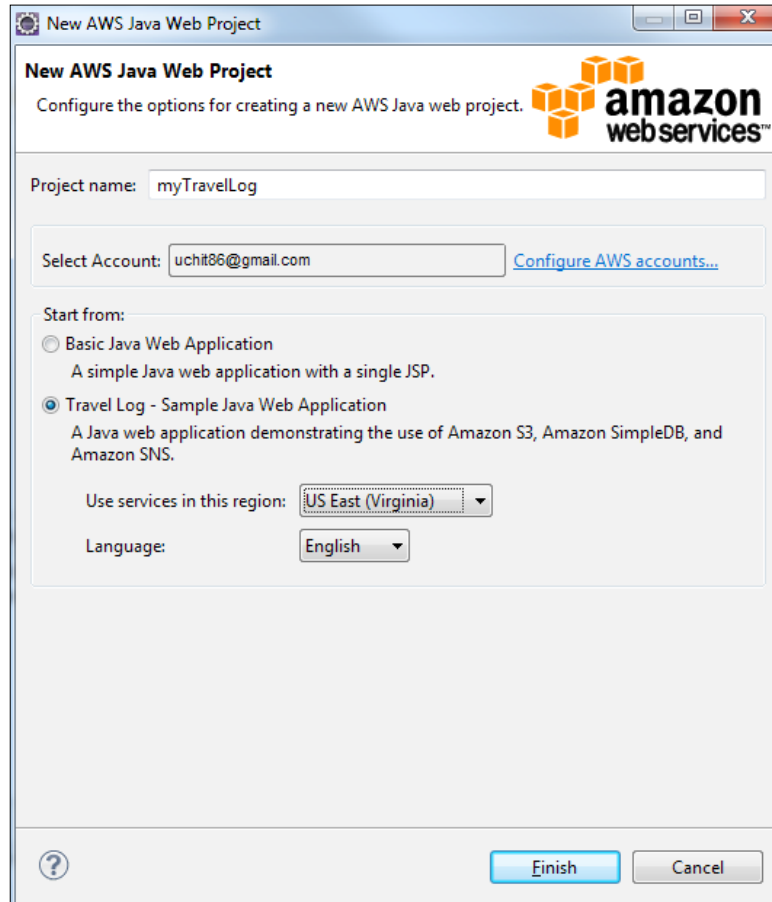 New AWS Java Web Project
New AWS Java Web Project
Configure the options for creating a new AWS Java web project.
amazon
webservices™
Project name: myTravelLog
Select Account: uchit86@gmail.com Configure AWS accounts...
Start from:
Basic Java Web Application
A simple Java web application with a single JSP.
Travel Log - Sample Java Web Application
A Java web application demonstrating the use of Amazon S3, Amazon SimpleDB, and
Amazon SNS.
Use services in this region: US East (Virginia)
Language: English
? Finish Cancel